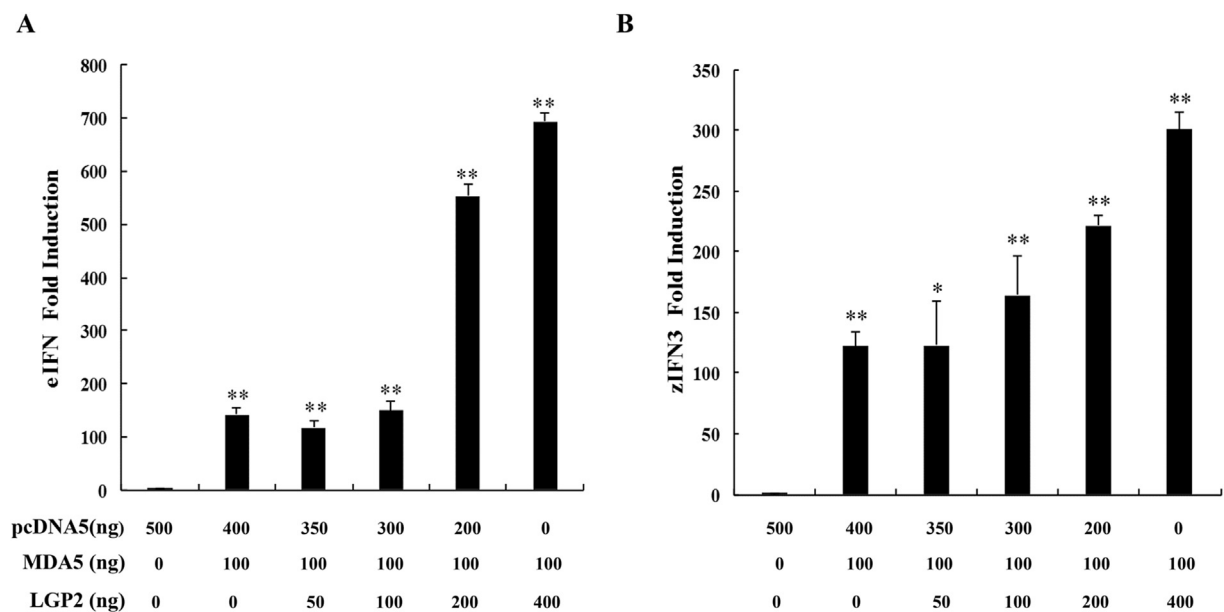 A
eIFN Fold Induction
800
700
600
500
400
300
200
100
0
**
**
**
**
**
pcDNA5(ng) 500 400 350 300 200 0
MDA5 (ng) 0 100 100 100 100 100
LGP2 (ng) 0 0 50 100 200 400
B
zIFN3 Fold Induction
350
300
250
200
150
100
50
0
**
*
**
**
**
500 400 350 300 200 0
0 100 100 100 100 100
0 0 50 100 200 400